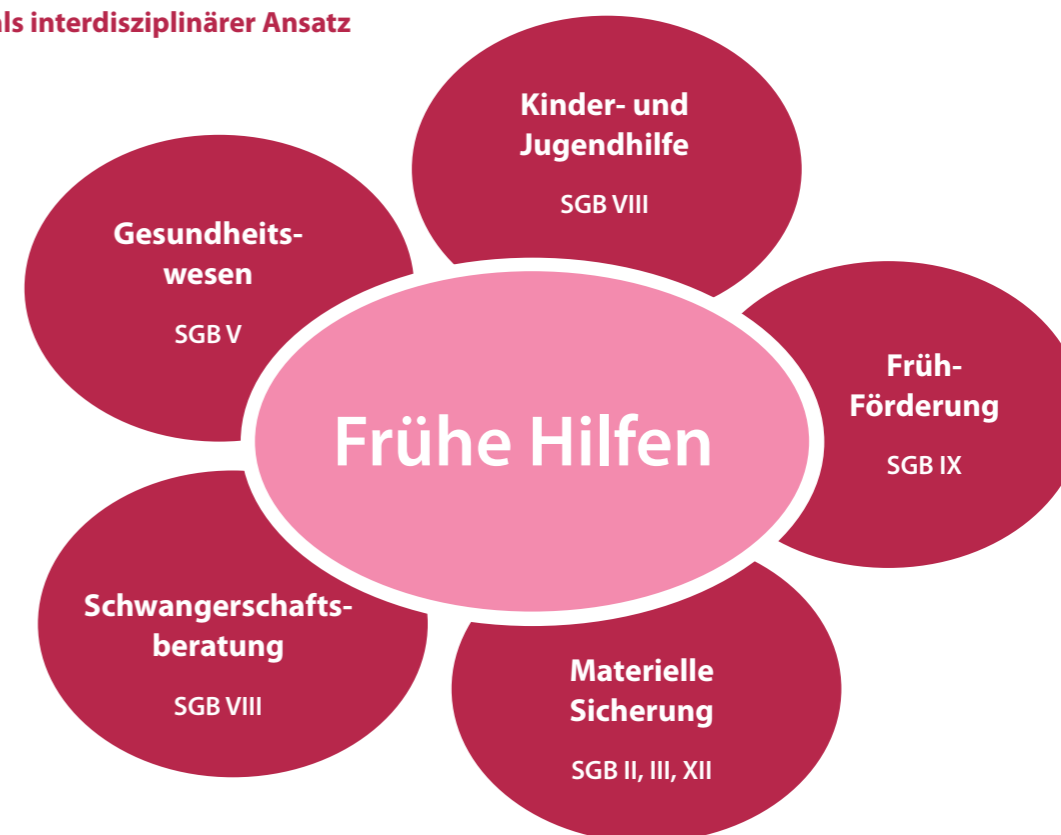 als interdisziplinärer Ansatz
Kinder- und
Jugendhilfe
SGB VIII
Gesundheits-
wesen
SGB V
Früh-
Förderung
SGB IX
Frühe Hilfen
Schwangerschafts-
beratung
SGB VIII
Materielle
Sicherung
SGB II, III, XII